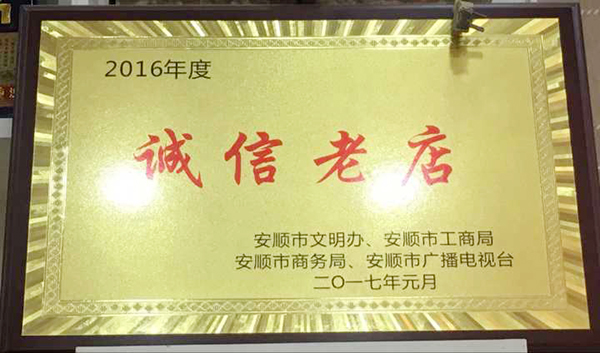 2016年度
诚信老店
安顺市文明办、安顺市工商局
安顺市商务局、安顺市广播电视台
二〇一七年元月